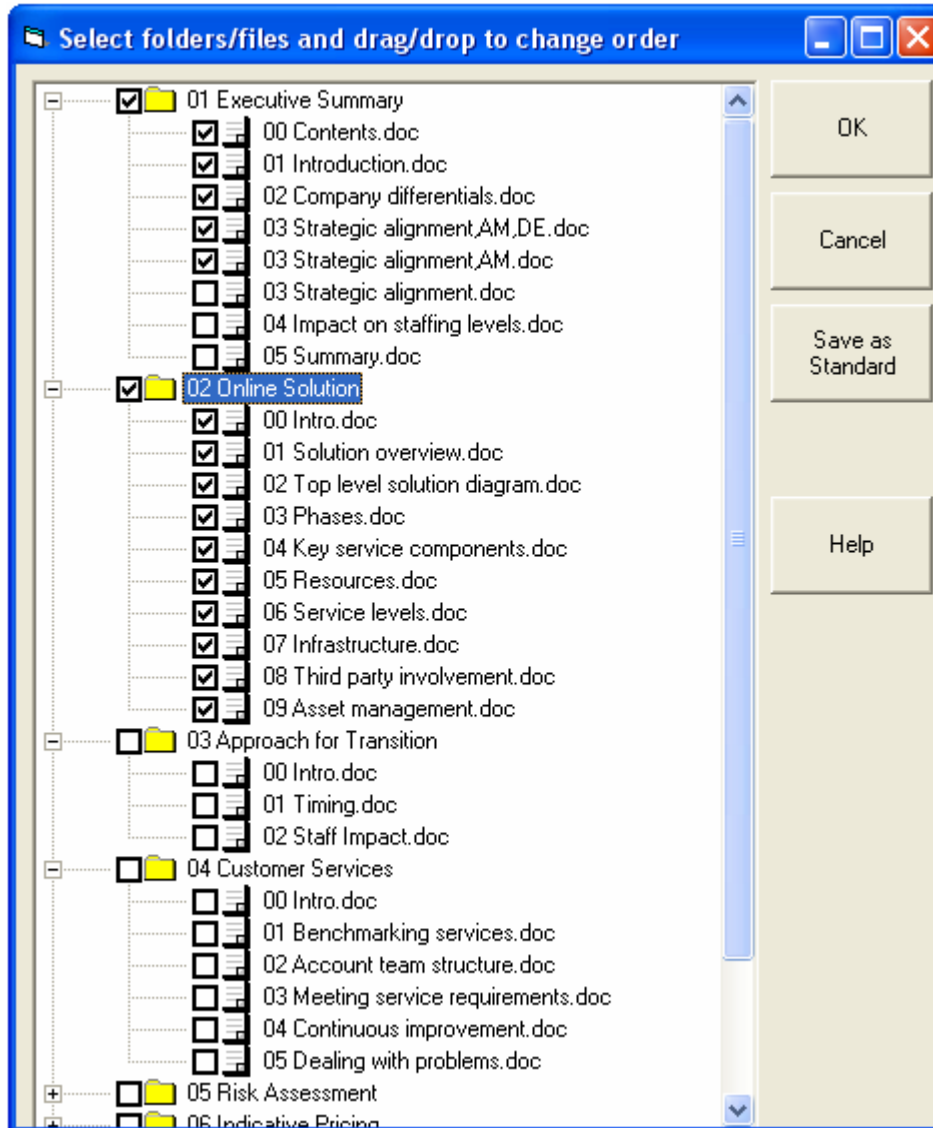 Select folders/files and drag/drop to change order
01 Executive Summary
00 Contents.doc
01 Introduction.doc
02 Company differentials.doc
03 Strategic alignment,AM,DE.doc
03 Strategic alignment,AM.doc
03 Strategic alignment.doc
04 Impact on staffing levels.doc
05 Summary.doc
02 Online Solution
00 Intro.doc
01 Solution overview.doc
02 Top level solution diagram.doc
03 Phases.doc
04 Key service components.doc
05 Resources.doc
06 Service levels.doc
07 Infrastructure.doc
08 Third party involvement.doc
09 Asset management.doc
03 Approach for Transition
00 Intro.doc
01 Timing.doc
02 Staff Impact.doc
04 Customer Services
00 Intro.doc
01 Benchmarking services.doc
02 Account team structure.doc
03 Meeting service requirements.doc
04 Continuous improvement.doc
05 Dealing with problems.doc
05 Risk Assessment
06 Indicative Pricing
OK
Cancel
Save as
Standard
Help